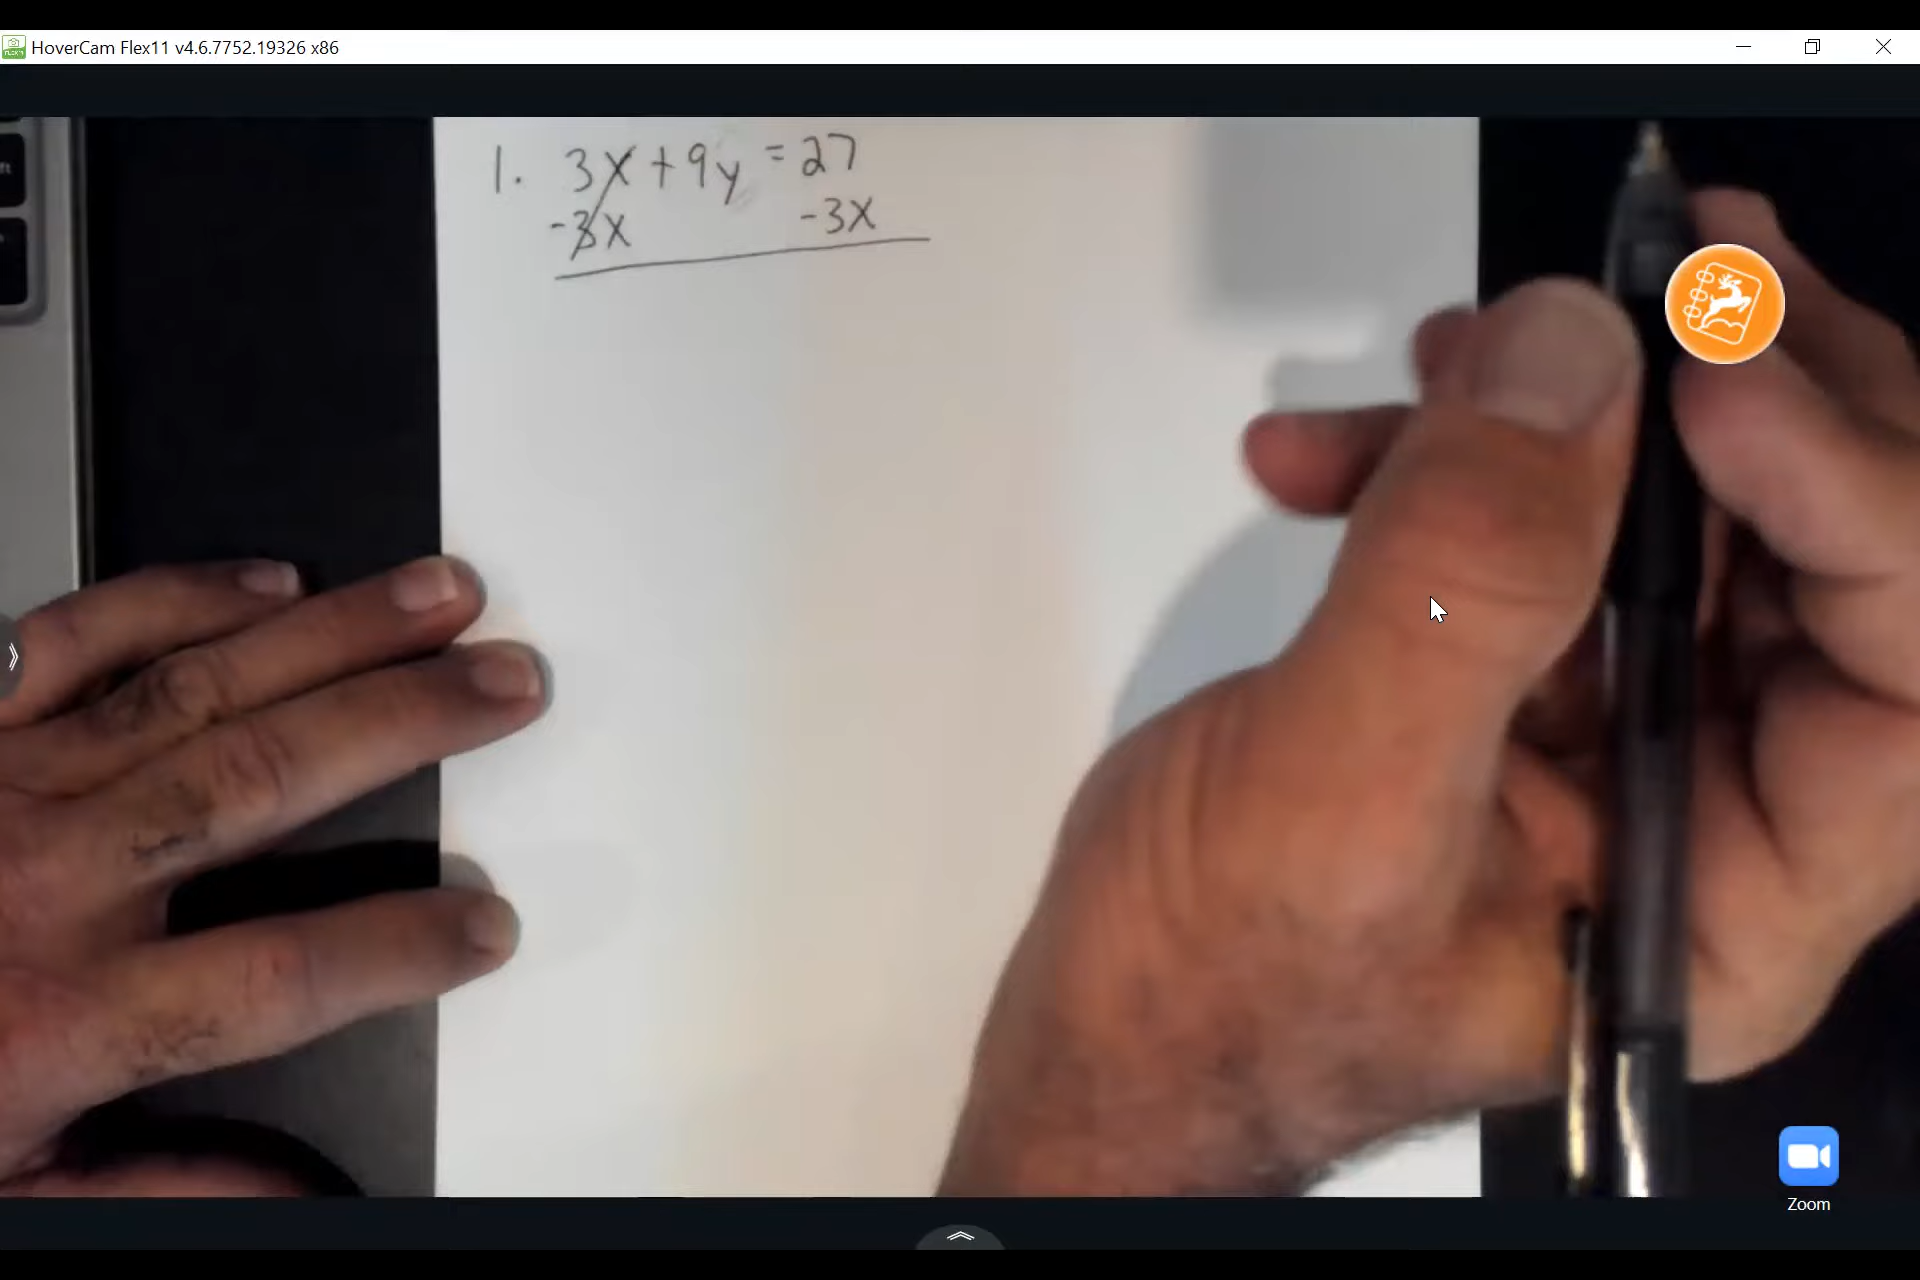 HoverCam Flex11 v4.6.7752.19326 x86
1. 3x + 9y = 27
-3x -3x
Zoom